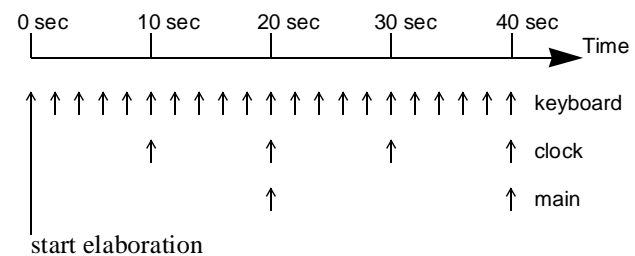 0 sec 10 sec 20 sec 30 sec 40 sec
Time
keyboard
clock
main
start elaboration